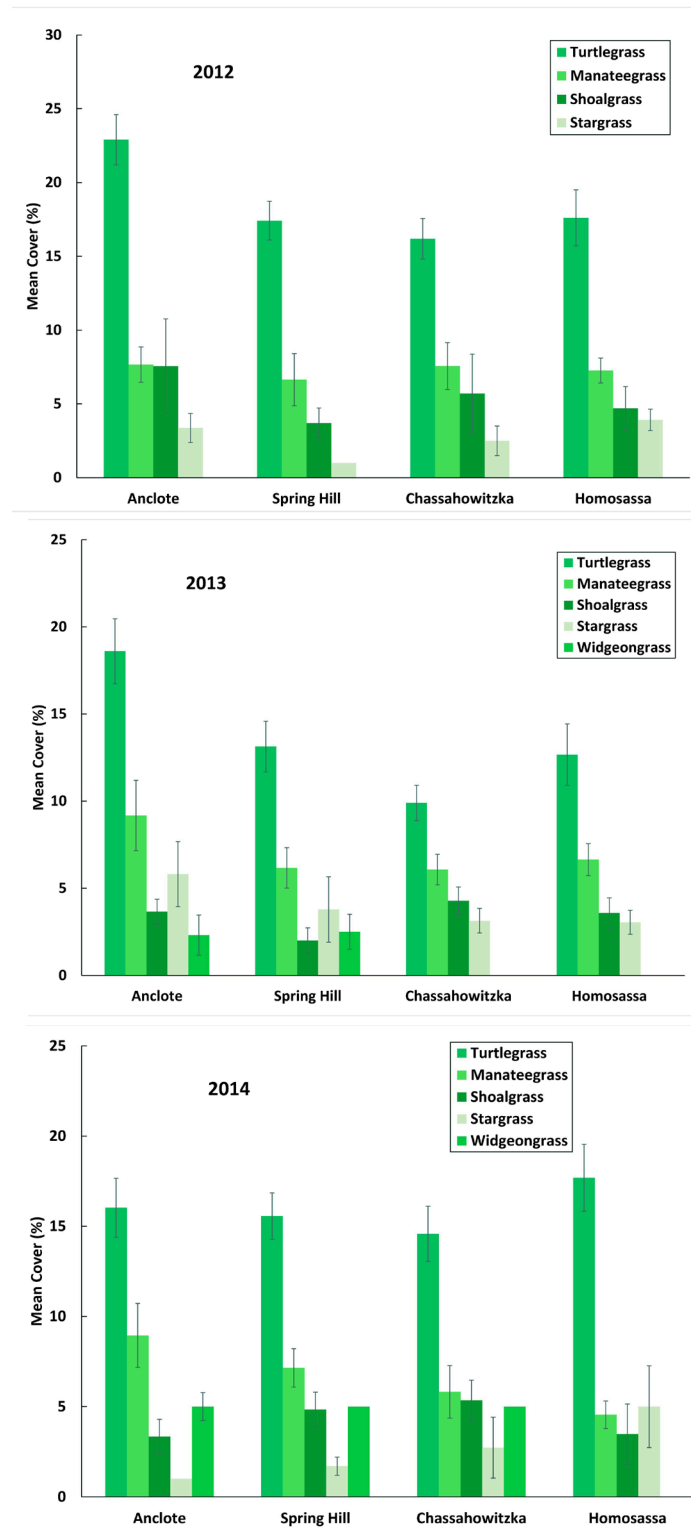 2012
Turtlegrass
Manateegrass
Shoalgrass
Stargrass
Mean Cover (%)
30
25
20
15
10
5
0
Anclote Spring Hill Chassahowitzka Homosassa
2013
Turtlegrass
Manateegrass
Shoalgrass
Stargrass
Widgeongrass
Mean Cover (%)
25
20
15
10
5
0
Anclote Spring Hill Chassahowitzka Homosassa
2014
Turtlegrass
Manateegrass
Shoalgrass
Stargrass
Widgeongrass
Mean Cover (%)
25
20
15
10
5
0
Anclote Spring Hill Chassahowitzka Homosassa